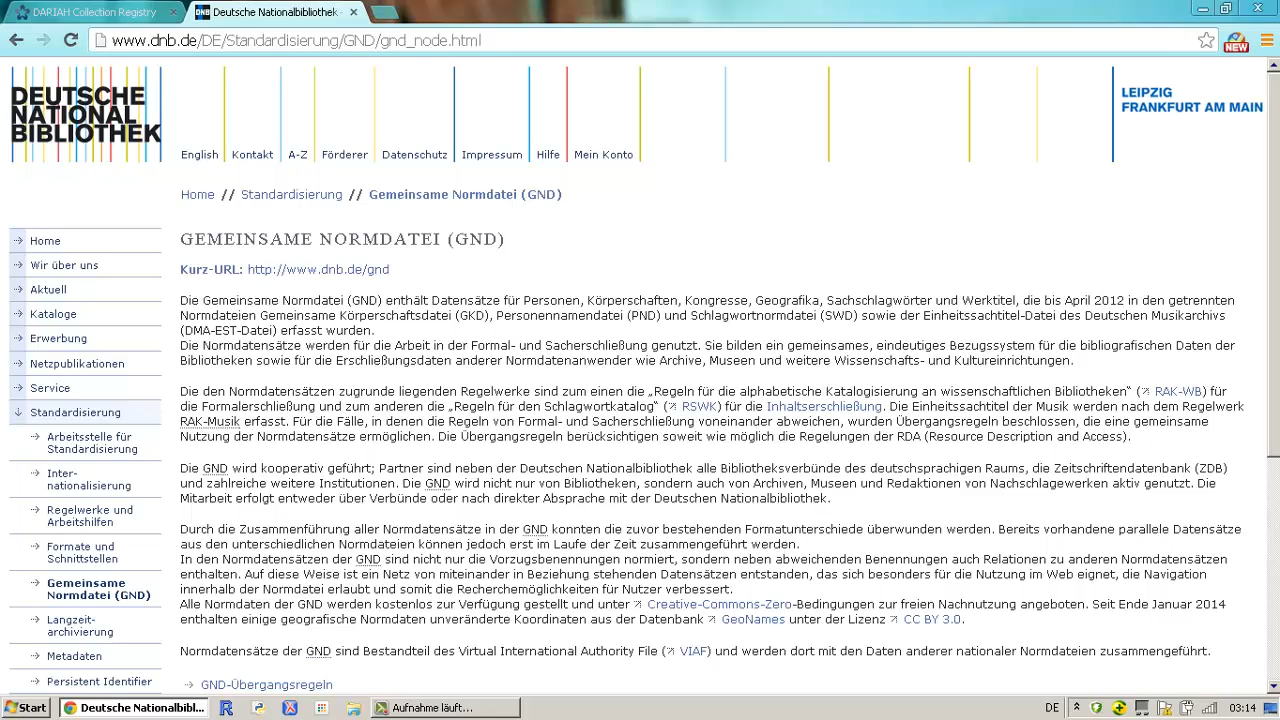 DARIAH Collection Registry
Deutsche Nationalbibliothek -
www.dnb.de/DE/Standardisierung/GND/gnd_node.html
NEW
DEUTSCHE
NATIONAL
BIBLIOTHEK
LEIPZIG
FRANKFURT AM MAIN
English Kontakt A-Z Förderer Datenschutz Impressum Hilfe Mein Konto
Home // Standardisierung // Gemeinsame Normdatei (GND)
Home
Wir über uns
Aktuell
Kataloge
Erwerbung
Netzpublikationen
Service
Standardisierung
Arbeitsstelle für
Standardisierung
Inter-
nationalisierung
Regelwerke und
Arbeitshilfen
Formate und
Schnittstellen
Gemeinsame
Normdatei (GND)
Langzeit-
archivierung
Metadaten
Persistent Identifier
GEMEINSAME NORMDATEI (GND)
Kurz-URL: http://www.dnb.de/gnd
Die Gemeinsame Normdatei (GND) enthält Datensätze für Personen, Körperschaften, Kongresse, Geografika, Sachschlagwörter und Werktitel, die bis April 2012 in den getrennten
Normdateien Gemeinsame Körperschaftsdatei (GKD), Personennamendatei (PND) und Schlagwortnormdatei (SWD) sowie der Einheitssachtitel-Datei des Deutschen Musikarchivs
(DMA-EST-Datei) erfasst wurden.
Die Normdatensätze werden für die Arbeit in der Formal- und Sacherschließung genutzt. Sie bilden ein gemeinsames, eindeutiges Bezugssystem für die bibliografischen Daten der
Bibliotheken sowie für die Erschließungsdaten anderer Normdatenanwender wie Archive, Museen und weitere Wissenschafts- und Kultureinrichtungen.
Die den Normdatensätzen zugrunde liegenden Regelwerke sind zum einen die „Regeln für die alphabetische Katalogisierung an wissenschaftlichen Bibliotheken“ (RAK-WB) für
die Formalerschließung und zum anderen die „Regeln für den Schlagwortkatalog“ (RSWK) für die Inhaltserschließung. Die Einheitssachtitel der Musik werden nach dem Regelwerk
RAK-Musik erfasst. Für die Fälle, in denen die Regeln von Formal- und Sacherschließung voneinander abweichen, wurden Übergangsregeln beschlossen, die eine gemeinsame
Nutzung der Normdatensätze ermöglichen. Die Übergangsregeln berücksichtigen soweit wie möglich die Regelungen der RDA (Resource Description and Access).
Die GND wird kooperativ geführt; Partner sind neben der Deutschen Nationalbibliothek alle Bibliotheksverbünde des deutschsprachigen Raums, die Zeitschriftendatenbank (ZDB)
und zahlreiche weitere Institutionen. Die GND wird nicht nur von Bibliotheken, sondern auch von Archiven, Museen und Redaktionen von Nachschlagewerken aktiv genutzt. Die
Mitarbeit erfolgt entweder über Verbünde oder nach direkter Absprache mit der Deutschen Nationalbibliothek.
Durch die Zusammenführung aller Normdatensätze in der GND konnten die zuvor bestehenden Formatunterschiede überwunden werden. Bereits vorhandene parallele Datensätze
aus den unterschiedlichen Normdateien können jedoch erst im Laufe der Zeit zusammengeführt werden.
In den Normdatensätzen der GND sind nicht nur die Vorzugsbenennungen normiert, sondern neben abweichenden Benennungen auch Relationen zu anderen Normdatensätzen
enthalten. Auf diese Weise ist ein Netz von miteinander in Beziehung stehenden Datensätzen entstanden, das sich besonders für die Nutzung im Web eignet, die Navigation
innerhalb der Normdatei erlaubt und somit die Recherchemöglichkeiten für Nutzer verbessert.
Alle Normdaten der GND werden kostenlos zur Verfügung gestellt und unter Creative-Commons-Zero-Bedingungen zur freien Nachnutzung angeboten. Seit Ende Januar 2014
enthalten einige geografische Normdaten unveränderte Koordinaten aus der Datenbank GeoNames unter der Lizenz CC BY 3.0.
Normdatensätze der GND sind Bestandteil des Virtual International Authority File (VIAF) und werden dort mit den Daten anderer nationaler Normdateien zusammengeführt.
GND-Übergangsregeln
Start Deutsche Nationalbibl... Aufnahme läuft... DE 03:14